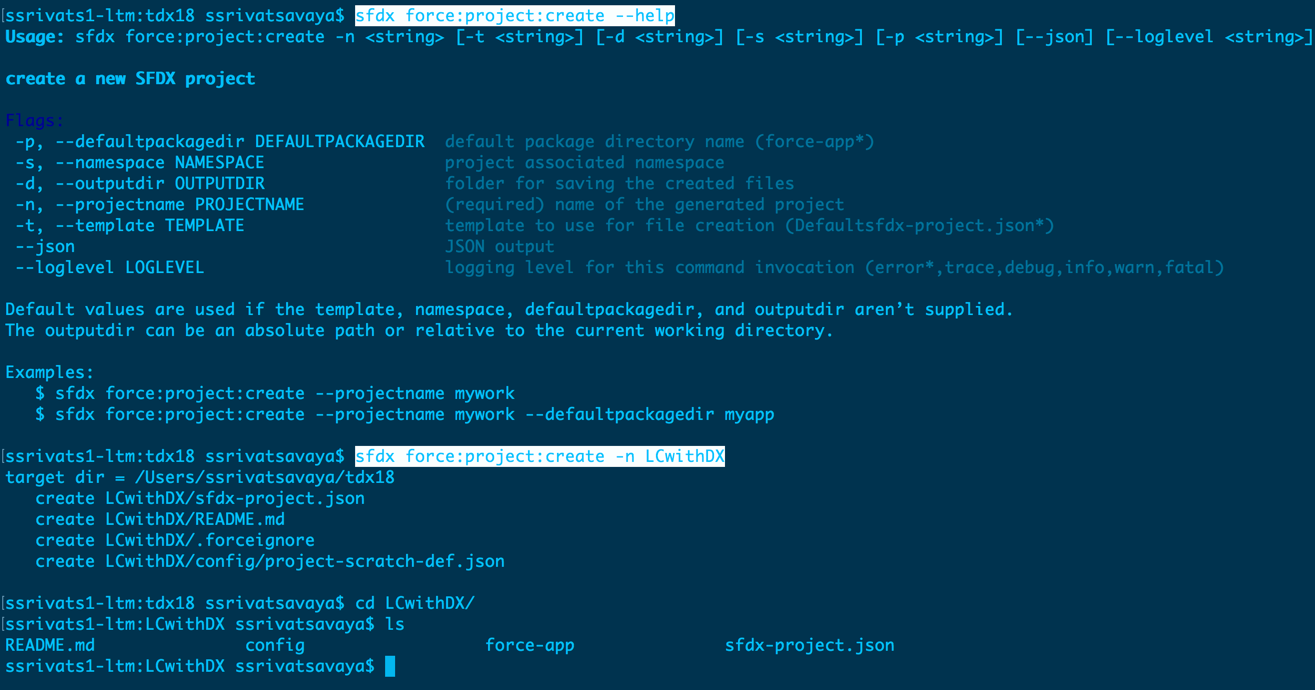 [ssrivats1-ltm:tdx18 ssrivatsavaya$ sfdx force:project:create --help
Usage: sfdx force:project:create -n <string> [-t <string>] [-d <string>] [-s <string>] [-p <string>] [--json] [--loglevel <string>]
create a new SFDX project
Flags:
-p, --defaultpackagedir DEFAULTPACKAGEDIR default package directory name (force-app*)
-s, --namespace NAMESPACE project associated namespace
-d, --outputdir OUTPUTDIR folder for saving the created files
-n, --projectname PROJECTNAME (required) name of the generated project
-t, --template TEMPLATE template to use for file creation (Defaultsfdx-project.json*)
--json JSON output
--loglevel LOGLEVEL logging level for this command invocation (error*,trace,debug,info,warn,fatal)
Default values are used if the template, namespace, defaultpackagedir, and outputdir aren’t supplied.
The outputdir can be an absolute path or relative to the current working directory.
Examples:
$ sfdx force:project:create --projectname mywork
$ sfdx force:project:create --projectname mywork --defaultpackagedir myapp
[ssrivats1-ltm:tdx18 ssrivatsavaya$ sfdx force:project:create -n LCwithDX
target dir = /Users/ssrivatsavaya/tdx18
create LCwithDX/sfdx-project.json
create LCwithDX/README.md
create LCwithDX/.forceignore
create LCwithDX/config/project-scratch-def.json
[ssrivats1-ltm:tdx18 ssrivatsavaya$ cd LCwithDX/
[ssrivats1-ltm:LCwithDX ssrivatsavaya$ ls
README.md config force-app sfdx-project.json
ssrivats1-ltm:LCwithDX ssrivatsavaya$